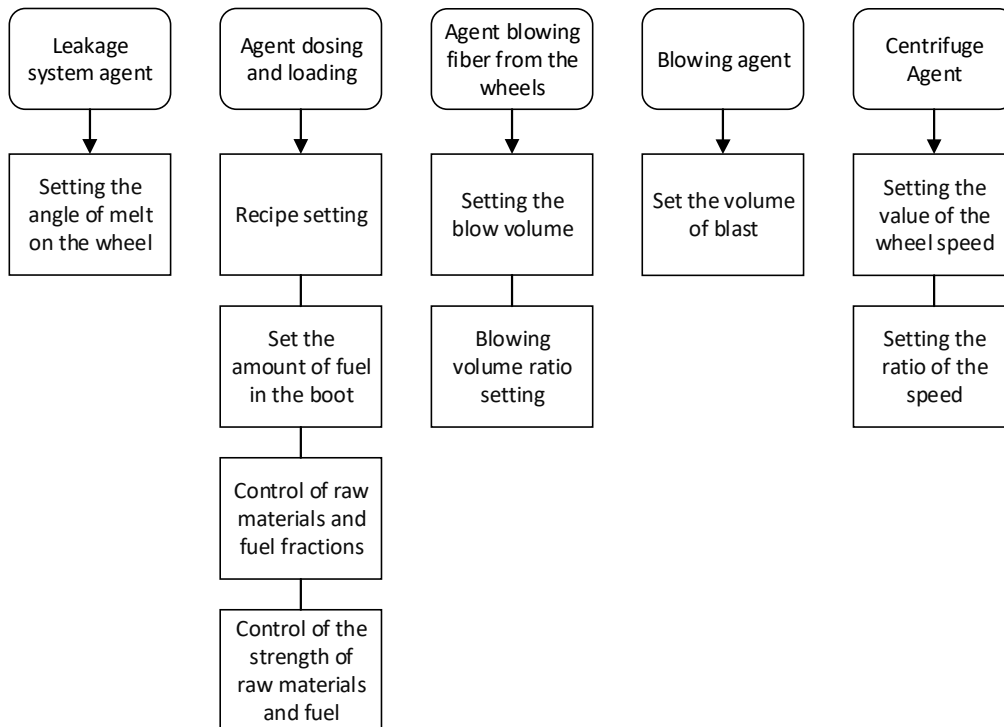 Leakage
system agent
Agent dosing
and loading
Agent blowing
fiber from the
wheels
Blowing agent
Centrifuge
Agent
Setting the
angle of melt
on the wheel
Recipe setting
Setting the
blow volume
Set the volume
of blast
Setting the
value of the
wheel speed
Set the
amount of fuel
in the boot
Blowing
volume ratio
setting
Setting the
ratio of the
speed
Control of raw
materials and
fuel fractions
Control of the
strength of
raw materials
and fuel